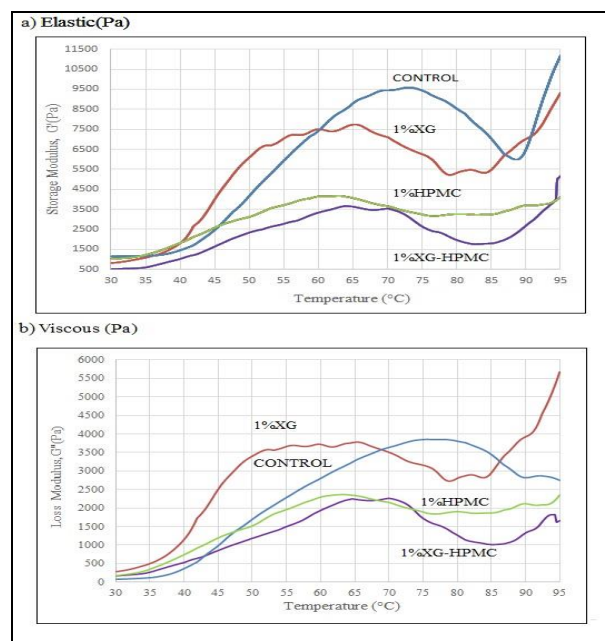 a) Elastic(Pa)
11500
10500
9500
8500
7500
6500
5500
4500
3500
2500
1500
500
Storage Modulus, G'(Pa)
CONTROL
1%XG
1%HPMC
1%XG-HPMC
30 35 40 45 50 55 60 65 70 75 80 85 90 95
Temperature (°C)
b) Viscous (Pa)
6000
5500
5000
4500
4000
3500
3000
2500
2000
1500
1000
500
0
Loss Modulus,G"(Pa)
1%XG
CONTROL
1%HPMC
1%XG-HPMC
30 35 40 45 50 55 60 65 70 75 80 85 90 95
Temperature (°C)